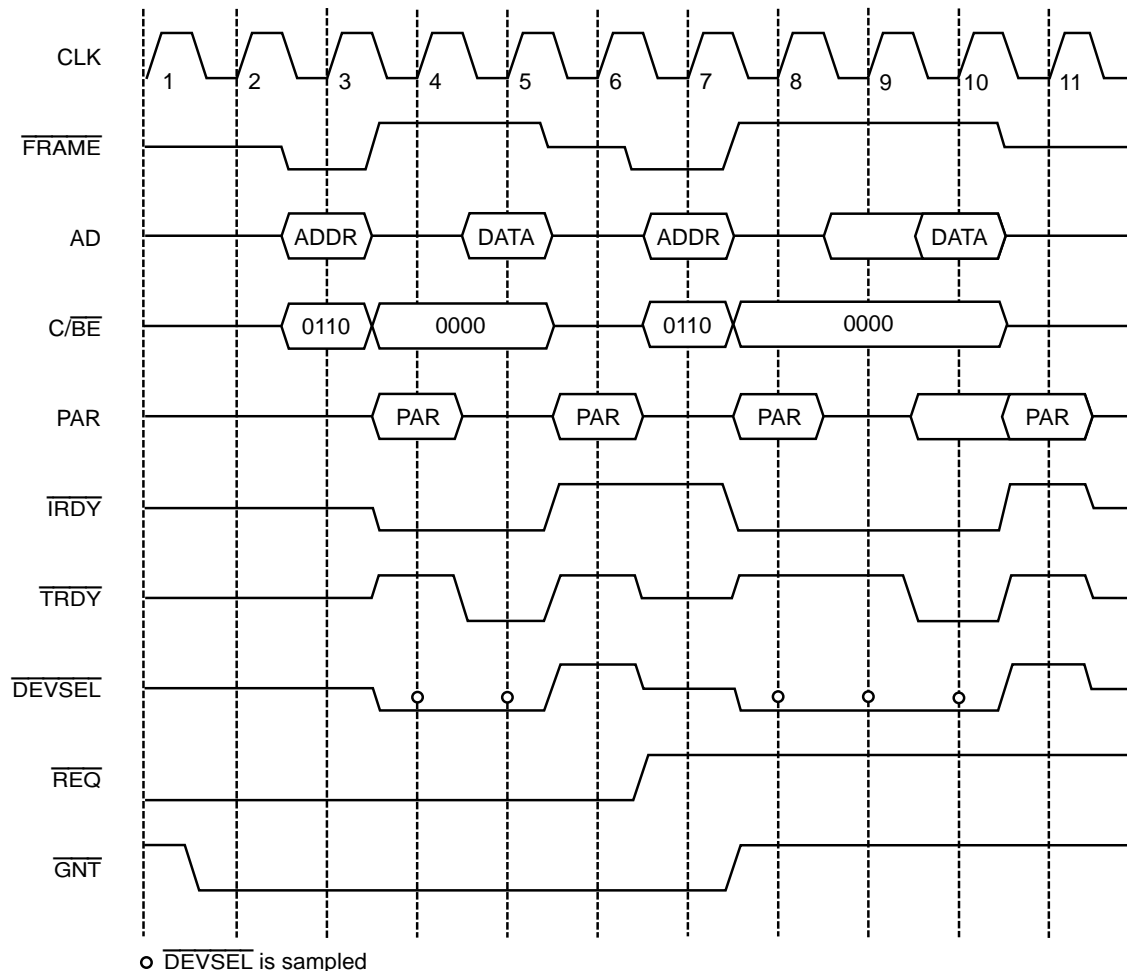 CLK
1 2 3 4 5 6 7 8 9 10 11
FRAME
AD ADDR DATA ADDR DATA
C/BE 0110 0000 0110 0000
PAR PAR PAR PAR PAR
IRDY
TRDY
DEVSEL
REQ
GNT
DEVSEL is sampled